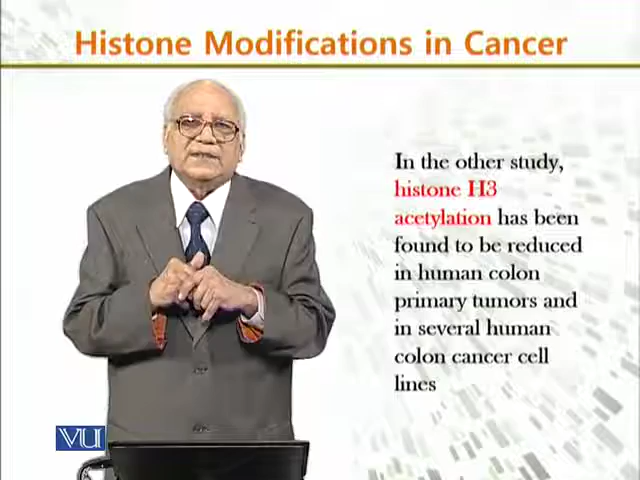 Histone Modifications in Cancer
In the other study,
histone H3
acetylation has been
found to be reduced
in human colon
primary tumors and
in several human
colon cancer cell
lines
VU